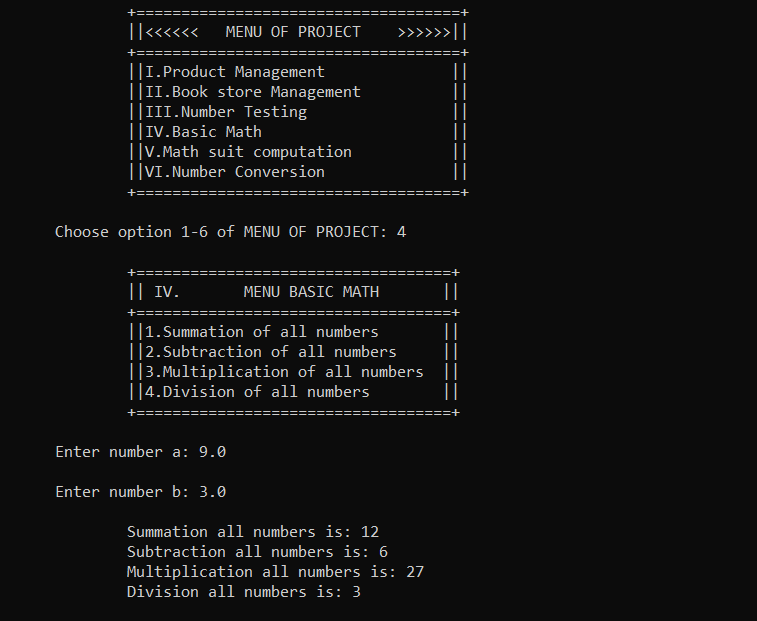 +====================================+
||<<<<<<   MENU OF PROJECT    >>>>>>||
+====================================+
||I.Product Management              ||
||II.Book store Management          ||
||III.Number Testing                ||
||IV.Basic Math                     ||
||V.Math suit computation           ||
||VI.Number Conversion              ||
+====================================+
Choose option 1-6 of MENU OF PROJECT: 4
+===================================+
|| IV.       MENU BASIC MATH       ||
+===================================+
||1.Summation of all numbers       ||
||2.Subtraction of all numbers     ||
||3.Multiplication of all numbers  ||
||4.Division of all numbers        ||
+===================================+
Enter number a: 9.0
Enter number b: 3.0
Summation all numbers is: 12
Subtraction all numbers is: 6
Multiplication all numbers is: 27
Division all numbers is: 3